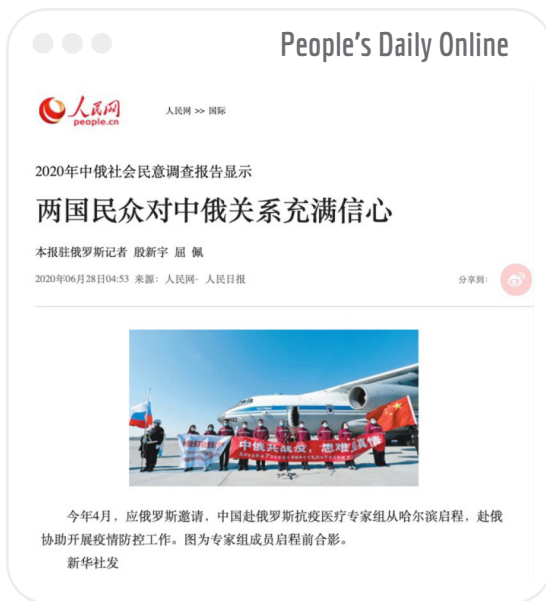 People's Daily Online
人民网
people.cn
人民网 >> 国际
2020年中俄社会民意调查报告显示
两国民众对中俄关系充满信心
本报驻俄罗斯记者 殷新宇 屈 佩
2020年06月28日04:53 来源：人民网- 人民日报
分享到：
中俄共战疫，患难见真情
今年4月，应俄罗斯邀请，中国赴俄罗斯抗疫医疗专家组从哈尔滨启程，赴俄
协助开展疫情防控工作。图为专家组成员启程前合影。
新华社发